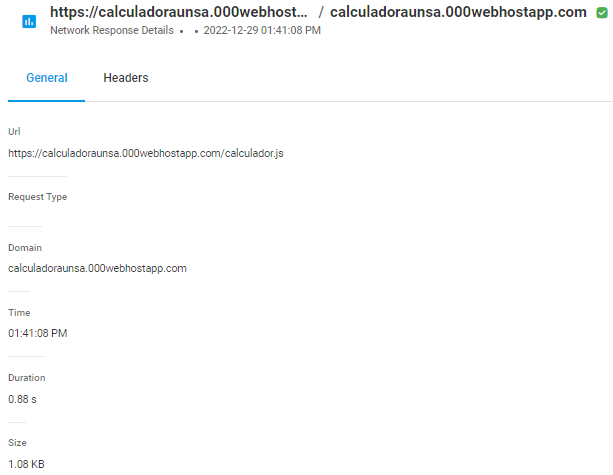 https://calculadoraunsa.000webhost... / calculadoraunsa.000webhostapp.com
Network Response Details • • 2022-12-29 01:41:08 PM
General Headers
Url
https://calculadoraunsa.000webhostapp.com/calculador.js
Request Type
Domain
calculadoraunsa.000webhostapp.com
Time
01:41:08 PM
Duration
0.88 s
Size
1.08 KB